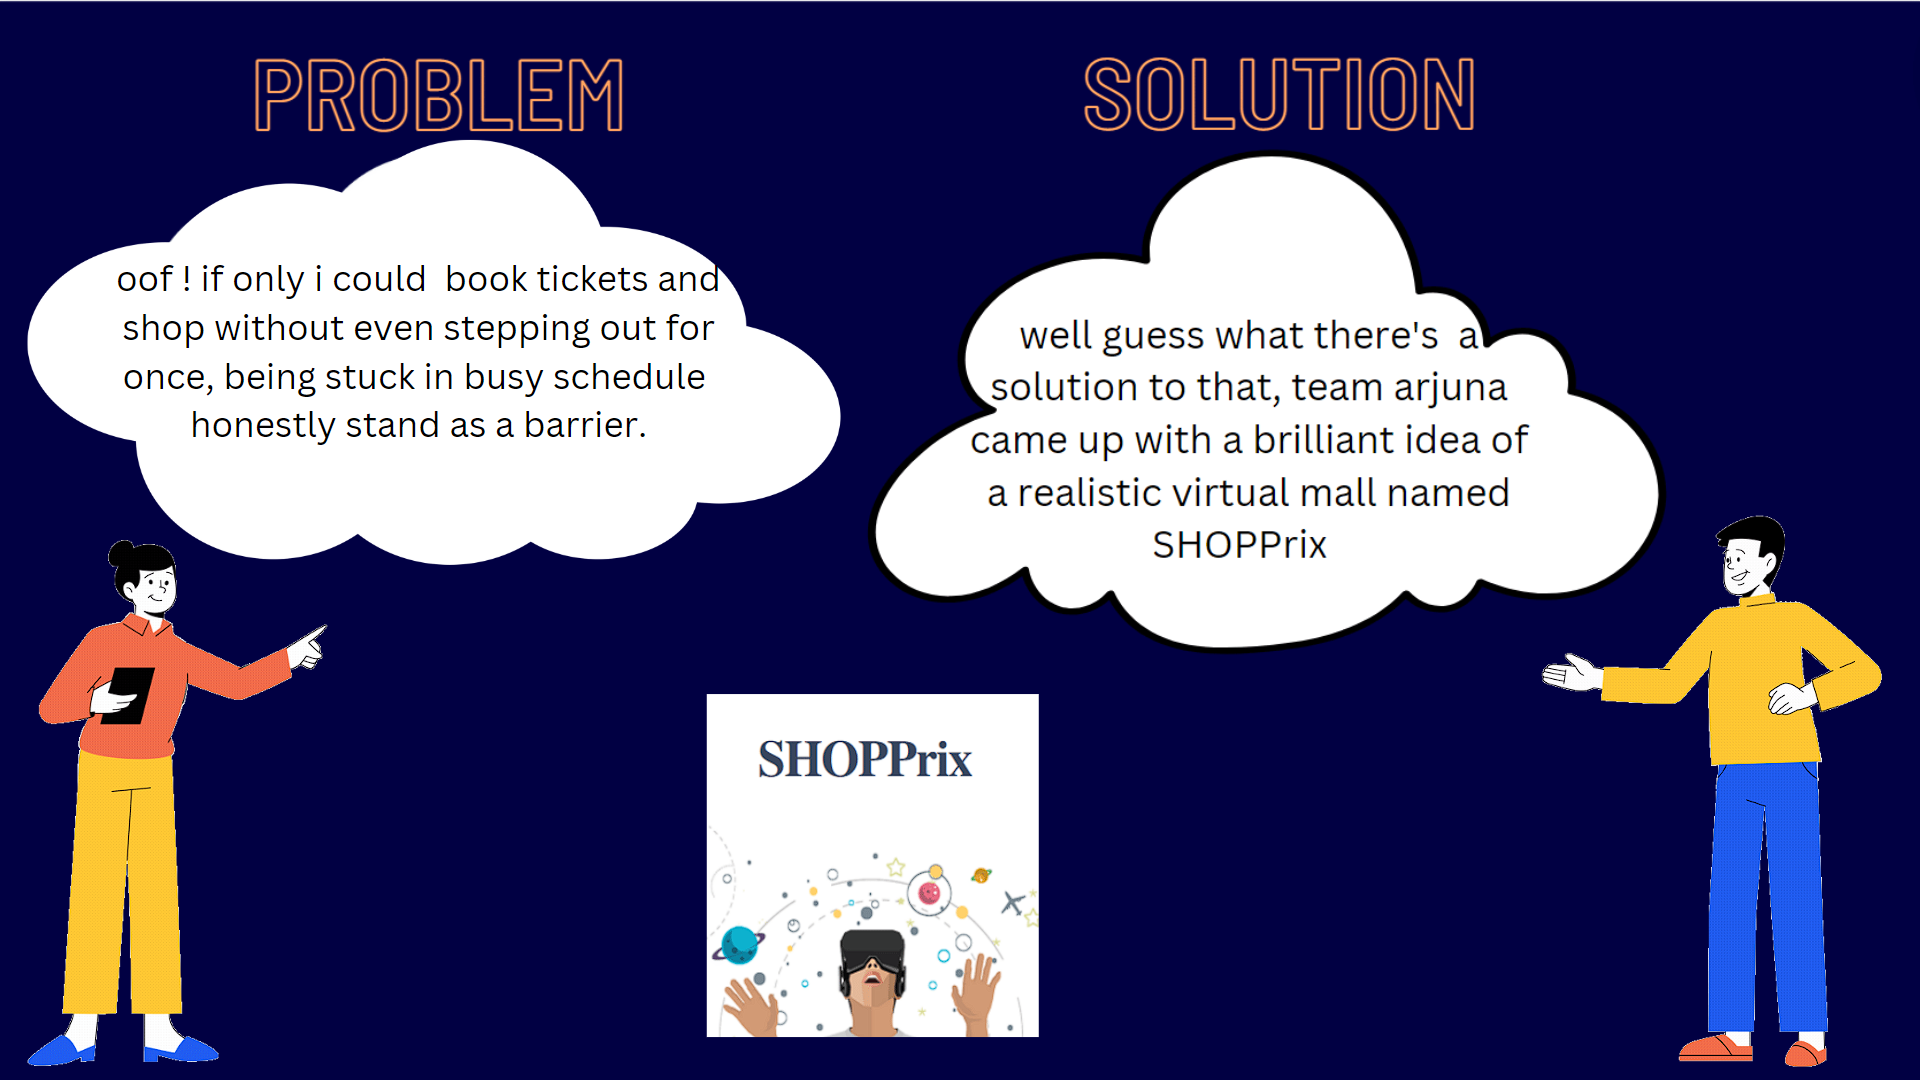 PROBLEM
oof ! if only i could  book tickets and
shop without even stepping out for
once, being stuck in busy schedule
honestly stand as a barrier.
SOLUTION
well guess what there's  a
solution to that, team arjuna
came up with a brilliant idea of
a realistic virtual mall named
SHOPPrix
SHOPPrix